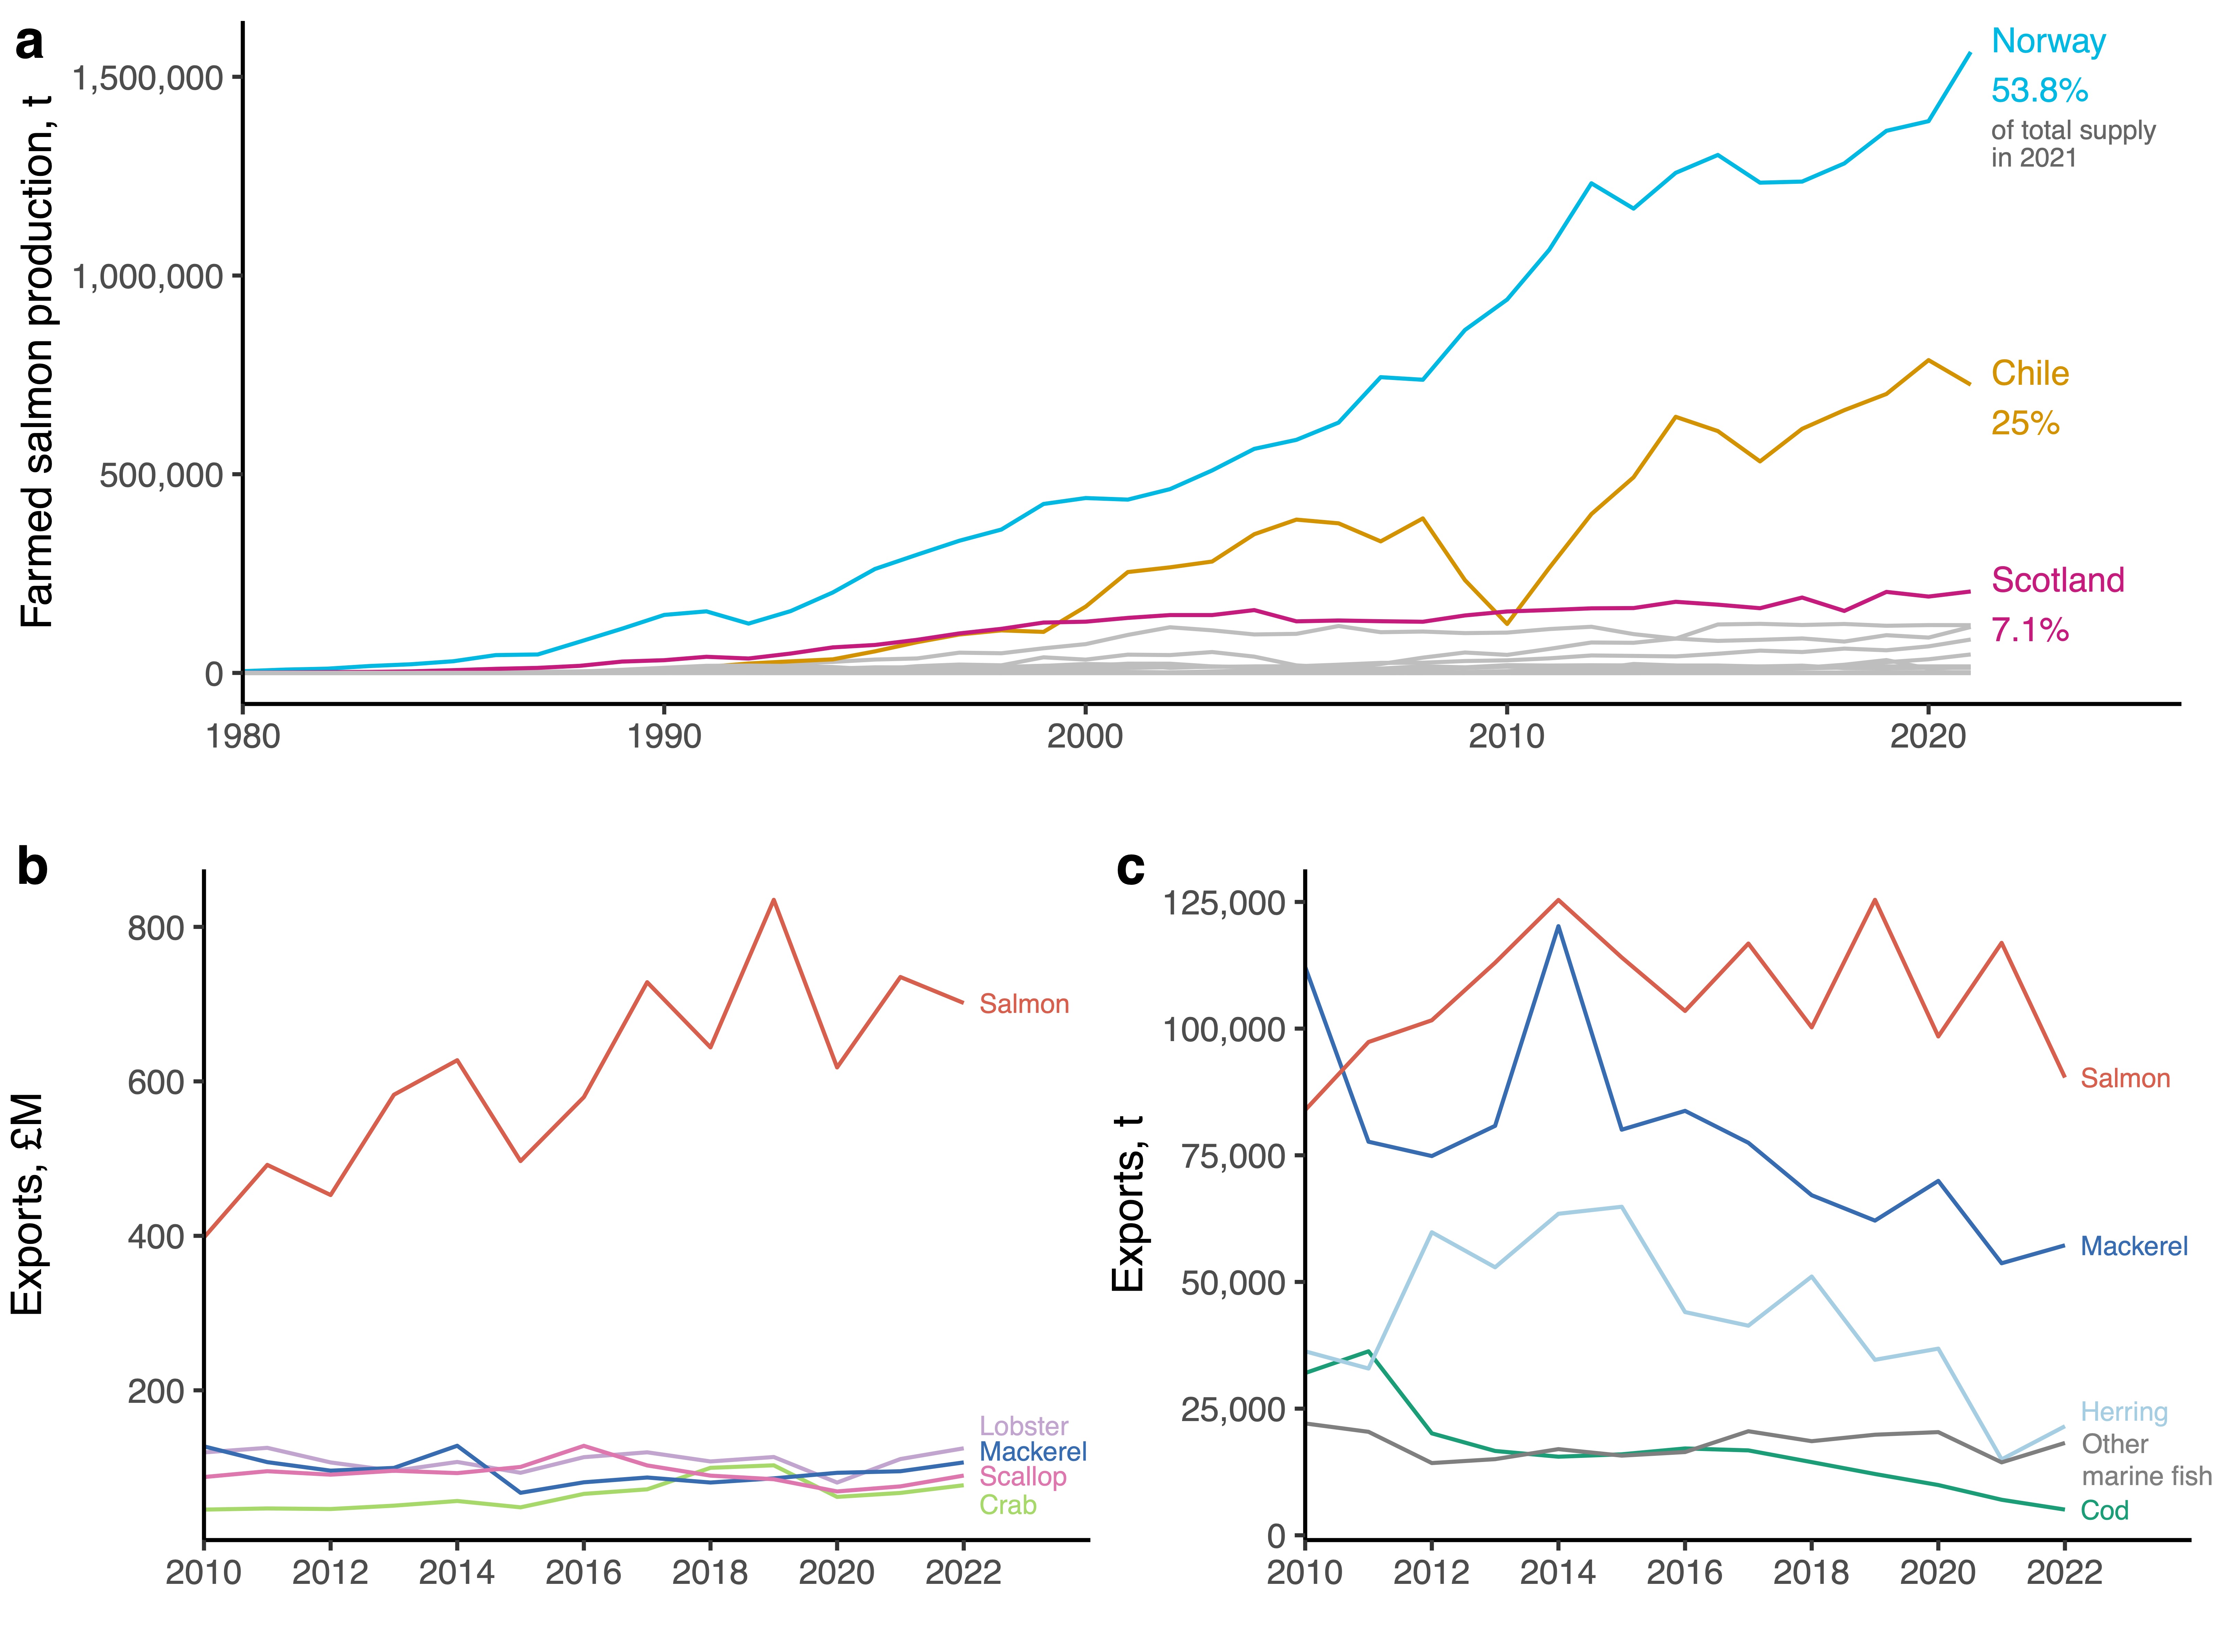 a
Farmed salmon production, t
1,500,000
1,000,000
500,000
0
1980
1990
2000
2010
2020
Norway
53.8%
of total supply
in 2021
Chile
25%
Scotland
7.1%
b
Exports, £M
800
600
400
200
2010
2012
2014
2016
2018
2020
2022
Salmon
Lobster
Mackerel
Scallop
Crab
c
Exports, t
125,000
100,000
75,000
50,000
25,000
0
2010
2012
2014
2016
2018
2020
2022
Salmon
Mackerel
Herring
Other
marine fish
Cod